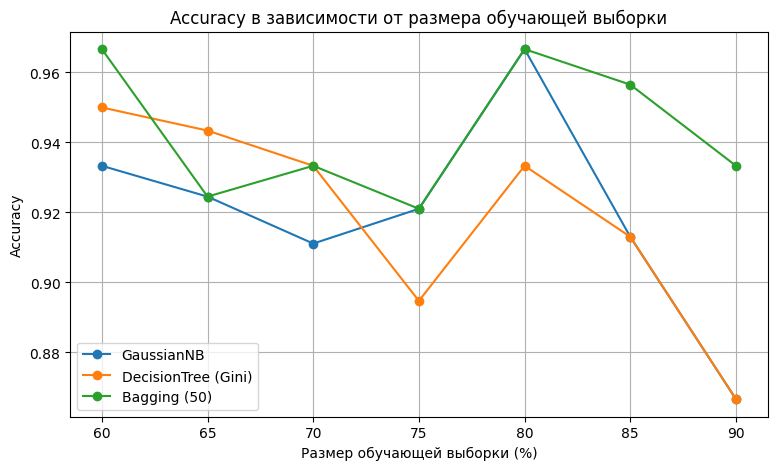 Accuracy в зависимости от размера обучающей выборки
Accuracy
0.96
0.94
0.92
0.90
0.88
GaussianNB
DecisionTree (Gini)
Bagging (50)
60 65 70 75 80 85 90
Размер обучающей выборки (%)